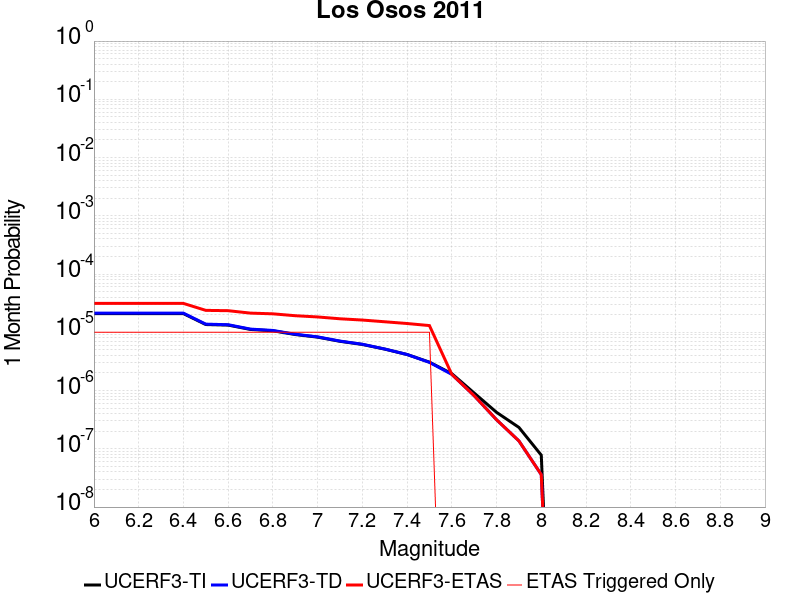 Los Osos 2011
1 Month Probability
10^0
10^-1
10^-2
10^-3
10^-4
10^-5
10^-6
10^-7
10^-8
6 6.2 6.4 6.6 6.8 7 7.2 7.4 7.6 7.8 8 8.2 8.4 8.6 8.8 9
Magnitude
UCERF3-TI UCERF3-TD UCERF3-ETAS ETAS Triggered Only